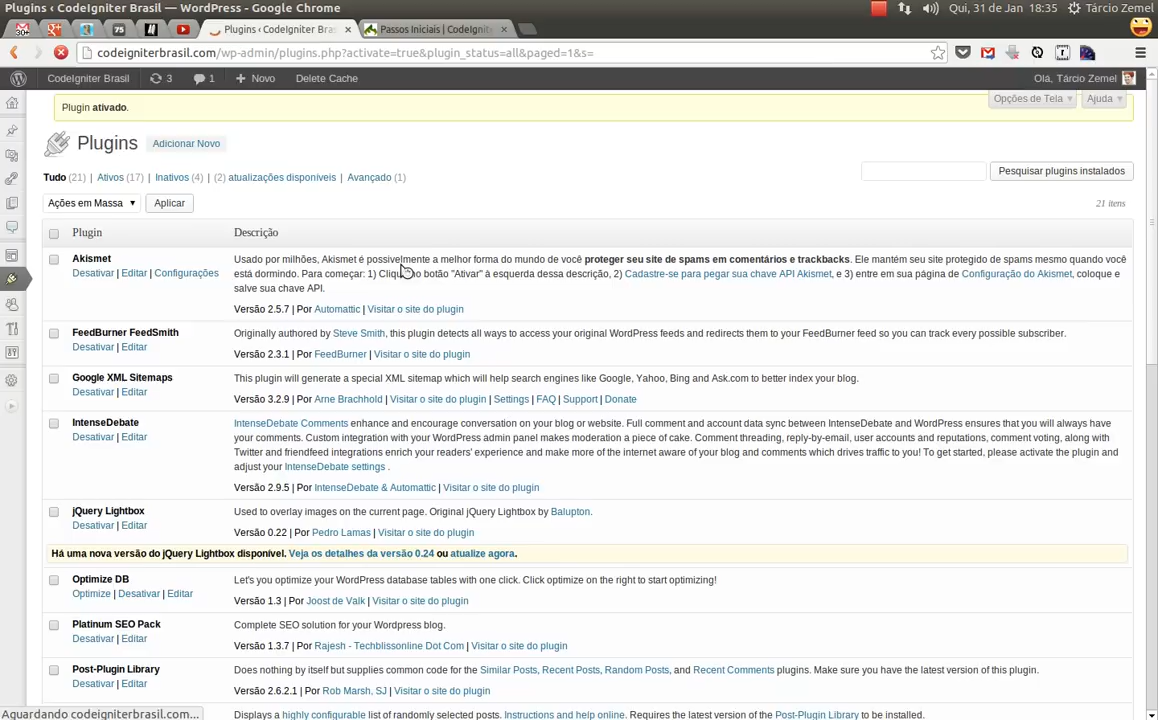 Plugins ‹ CodeIgniter Brasil — WordPress - Google Chrome
Qui, 31 de Jan 18:35 Tárcio Zemel
30+ 75 Plugins ‹ CodeIgniter Bras × Passos Iniciais | CodeIgnite ×
codeigniterbrasil.com/wp-admin/plugins.php?activate=true&plugin_status=all&paged=1&s=
CodeIgniter Brasil 3 1 + Novo Delete Cache Olá, Tárcio Zemel
Plugin ativado.
Opções de Tela Ajuda
Plugins Adicionar Novo
Tudo (21) | Ativos (17) | Inativos (4) | (2) atualizações disponíveis | Avançado (1)
Pesquisar plugins instalados
Ações em Massa Aplicar 21 itens
Plugin Descrição
Akismet
Desativar | Editar | Configurações
Usado por milhões, Akismet é possivelmente a melhor forma do mundo de você proteger seu site de spams em comentários e trackbacks. Ele mantém seu site protegido de spams mesmo quando você
está dormindo. Para começar: 1) Clique no botão "Ativar" à esquerda dessa descrição, 2) Cadastre-se para pegar sua chave API Akismet, e 3) entre em sua página de Configuração do Akismet, coloque e
salve sua chave API.
Versão 2.5.7 | Por Automattic | Visitar o site do plugin
FeedBurner FeedSmith
Desativar | Editar
Originally authored by Steve Smith, this plugin detects all ways to access your original WordPress feeds and redirects them to your FeedBurner feed so you can track every possible subscriber.
Versão 2.3.1 | Por FeedBurner | Visitar o site do plugin
Google XML Sitemaps
Desativar | Editar
This plugin will generate a special XML sitemap which will help search engines like Google, Yahoo, Bing and Ask.com to better index your blog.
Versão 3.2.9 | Por Arne Brachhold | Visitar o site do plugin | Settings | FAQ | Support | Donate
IntenseDebate
Desativar | Editar
IntenseDebate Comments enhance and encourage conversation on your blog or website. Full comment and account data sync between IntenseDebate and WordPress ensures that you will always have
your comments. Custom integration with your WordPress admin panel makes moderation a piece of cake. Comment threading, reply-by-email, user accounts and reputations, comment voting, along with
Twitter and friendfeed integrations enrich your readers' experience and make more of the internet aware of your blog and comments which drives traffic to you! To get started, please activate the plugin and
adjust your IntenseDebate settings .
Versão 2.9.5 | Por IntenseDebate & Automattic | Visitar o site do plugin
jQuery Lightbox
Desativar | Editar
Used to overlay images on the current page. Original jQuery Lightbox by Balupton.
Versão 0.22 | Por Pedro Lamas | Visitar o site do plugin
Há uma nova versão do jQuery Lightbox disponível. Veja os detalhes da versão 0.24 ou atualize agora.
Optimize DB
Optimize | Desativar | Editar
Let's you optimize your WordPress database tables with one click. Click optimize on the right to start optimizing!
Versão 1.3 | Por Joost de Valk | Visitar o site do plugin
Platinum SEO Pack
Desativar | Editar
Complete SEO solution for your Wordpress blog.
Versão 1.3.7 | Por Rajesh - Techblissonline Dot Com | Visitar o site do plugin
Post-Plugin Library
Desativar | Editar
Does nothing by itself but supplies common code for the Similar Posts, Recent Posts, Random Posts, and Recent Comments plugins. Make sure you have the latest version of this plugin.
Versão 2.6.2.1 | Por Rob Marsh, SJ | Visitar o site do plugin
Displays a highly configurable list of randomly selected posts. Instructions and help online. Requires the latest version of the Post-Plugin Library to be installed.
Aguardando codeigniterbrasil.com...